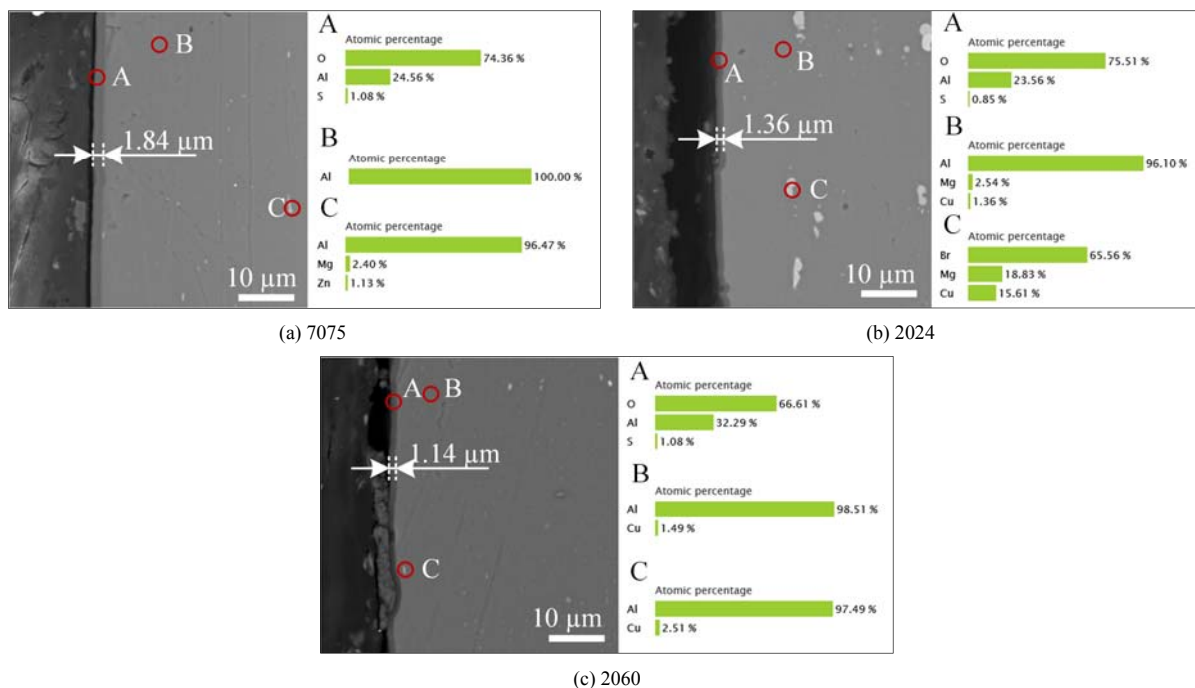 A
B
C
1.84 µm
10 µm
A
Atomic percentage
O 74.36 %
Al 24.56 %
S 1.08 %
B
Atomic percentage
Al 100.00 %
C
Atomic percentage
Al 96.47 %
Mg 2.40 %
Zn 1.13 %
(a) 7075
A
B
C
1.36 µm
10 µm
A
Atomic percentage
O 75.51 %
Al 23.56 %
S 0.85 %
B
Atomic percentage
Al 96.10 %
Mg 2.54 %
Cu 1.36 %
C
Atomic percentage
Br 65.56 %
Mg 18.83 %
Cu 15.61 %
(b) 2024
A
B
C
1.14 µm
10 µm
A
Atomic percentage
O 66.61 %
Al 32.29 %
S 1.08 %
B
Atomic percentage
Al 98.51 %
Cu 1.49 %
C
Atomic percentage
Al 97.49 %
Cu 2.51 %
(c) 2060